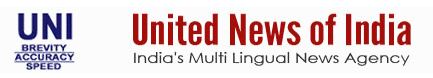 UNI
BREVITY
ACCURACY
SPEED
United News of India
India's Multi Lingual News Agency